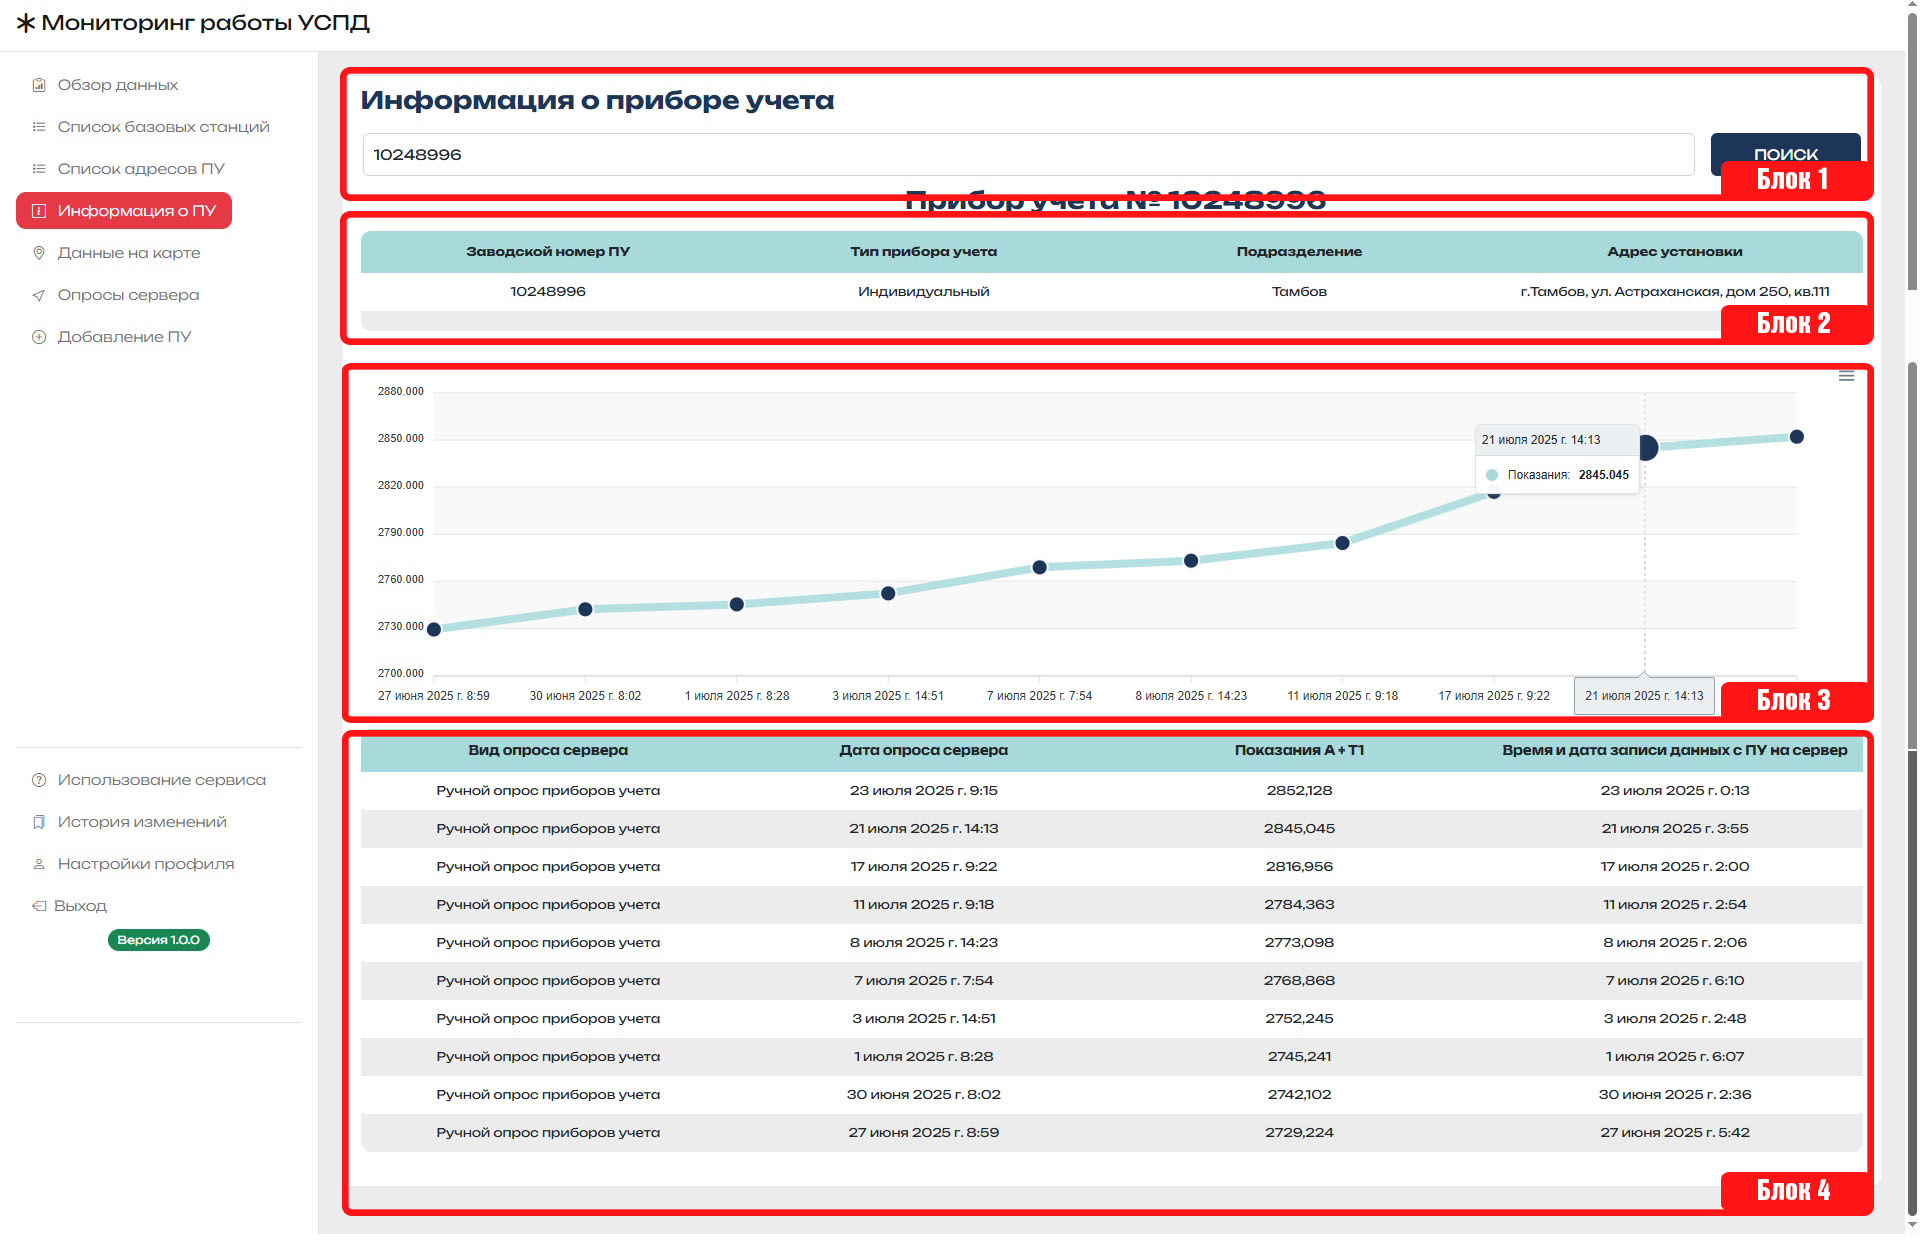 Мониторинг работы УСПД
Обзор данных
Список базовых станций
Список адресов ПУ
Информация о ПУ
Данные на карте
Опросы сервера
Добавление ПУ
Использование сервиса
История изменений
Настройки профиля
Выход
Версия 1.0.0
Информация о приборе учета
10248996 ПОИСК
Блок 1
Прибор учета № 10248996
Заводской номер ПУ Тип прибора учета Подразделение Адрес установки
10248996 Индивидуальный Тамбов г.Тамбов, ул. Астраханская, дом 250, кв.111
Блок 2
2880.000
2850.000
2820.000
2790.000
2760.000
2730.000
2700.000
21 июля 2025 г. 14:13
Показания: 2845.045
27 июня 2025 г. 8:59 30 июня 2025 г. 8:02 1 июля 2025 г. 8:28 3 июля 2025 г. 14:51 7 июля 2025 г. 7:54 8 июля 2025 г. 14:23 11 июля 2025 г. 9:18 17 июля 2025 г. 9:22 21 июля 2025 г. 14:13
Блок 3
Вид опроса сервера Дата опроса сервера Показания A + T1 Время и дата записи данных с ПУ на сервер
Ручной опрос приборов учета 23 июля 2025 г. 9:15 2852,128 23 июля 2025 г. 0:13
Ручной опрос приборов учета 21 июля 2025 г. 14:13 2845,045 21 июля 2025 г. 3:55
Ручной опрос приборов учета 17 июля 2025 г. 9:22 2816,956 17 июля 2025 г. 2:00
Ручной опрос приборов учета 11 июля 2025 г. 9:18 2784,363 11 июля 2025 г. 2:54
Ручной опрос приборов учета 8 июля 2025 г. 14:23 2773,098 8 июля 2025 г. 2:06
Ручной опрос приборов учета 7 июля 2025 г. 7:54 2768,868 7 июля 2025 г. 6:10
Ручной опрос приборов учета 3 июля 2025 г. 14:51 2752,245 3 июля 2025 г. 2:48
Ручной опрос приборов учета 1 июля 2025 г. 8:28 2745,241 1 июля 2025 г. 6:07
Ручной опрос приборов учета 30 июня 2025 г. 8:02 2742,102 30 июня 2025 г. 2:36
Ручной опрос приборов учета 27 июня 2025 г. 8:59 2729,224 27 июня 2025 г. 5:42
Блок 4